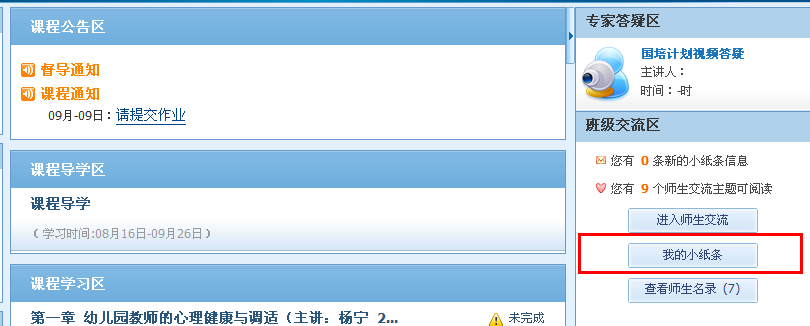 课程公告区
督导通知
课程通知
09月-09日：请提交作业
课程导学区
课程导学
（学习时间:08月16日-09月26日）
课程学习区
第一章 幼儿园教师的心理健康与调适（主讲：杨宁 2...
未完成
专家答疑区
国培计划视频答疑
主讲人：
时间：-时
班级交流区
您有 0 条新的小纸条信息
您有 9 个师生交流主题可阅读
进入师生交流
我的小纸条
查看师生名录（7）